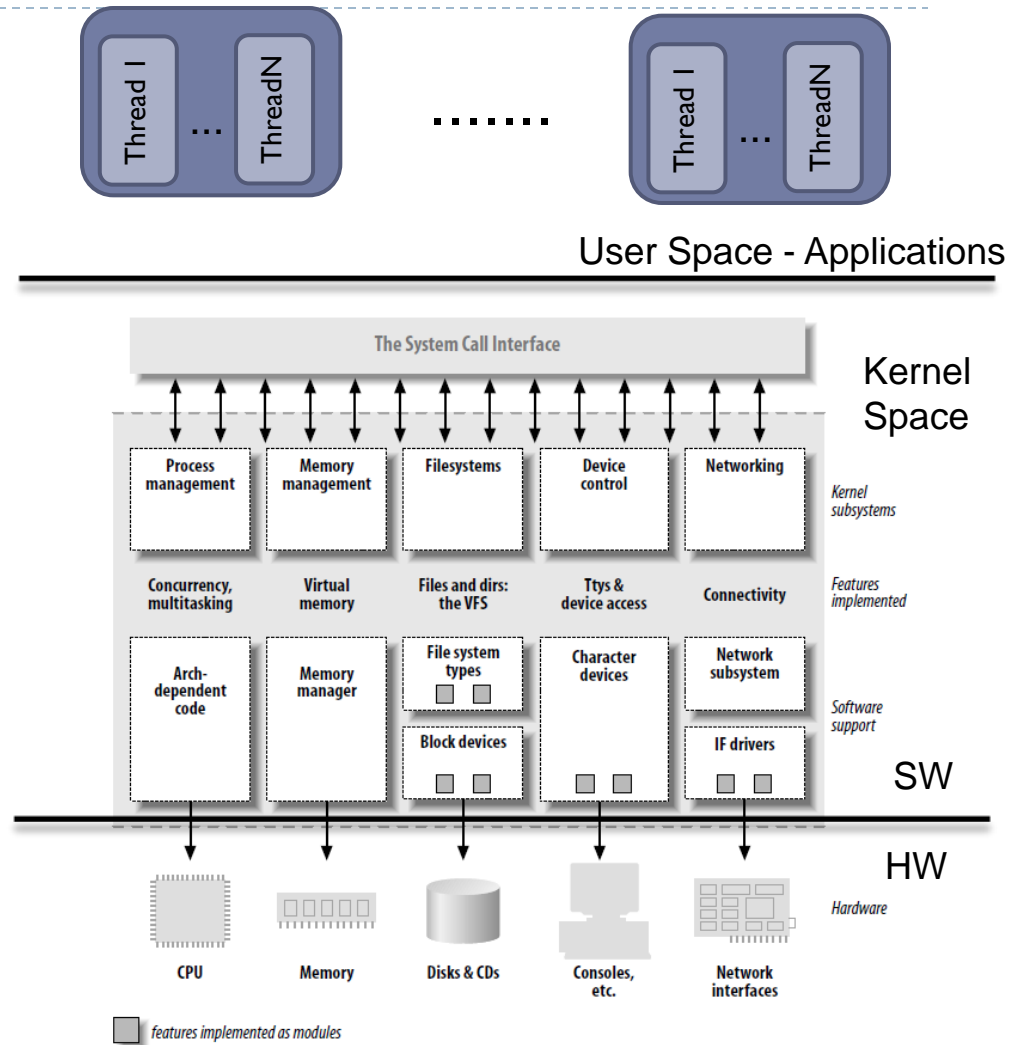 Thread 1
...
ThreadN
.......
Thread 1
...
ThreadN
User Space - Applications
The System Call Interface
Kernel
Space
Process
management
Memory
management
Filesystems
Device
control
Networking
Kernel
subsystems
Concurrency,
multitasking
Virtual
memory
Files and dirs:
the VFS
Ttys &
device access
Connectivity
Features
implemented
Arch-
dependent
code
Memory
manager
File system
types
Character
devices
Network
subsystem
Software
support
Block devices
IF drivers
SW
HW
Hardware
CPU
Memory
Disks & CDs
Consoles,
etc.
Network
interfaces
features implemented as modules